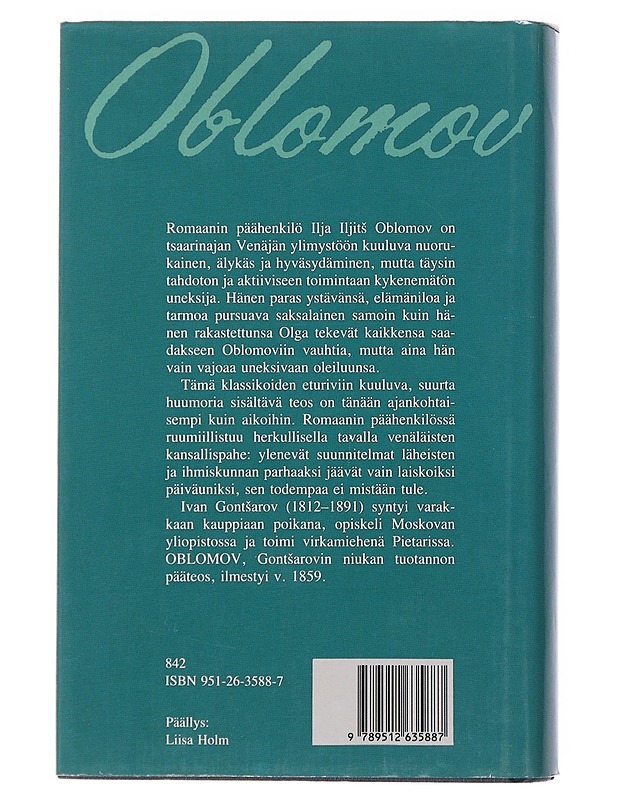 Oblomov
Romaanin päähenkilö Ilja Iljitš Oblomov on
tsaarinajan Venäjän ylimystöön kuuluva nuoru-
kainen, älykäs ja hyväsydäminen, mutta täysin
tahdoton ja aktiiviseen toimintaan kykenemätön
uneksija. Hänen paras ystävänsä, elämäniloa ja
tarmoa pursuava saksalainen samoin kuin hä-
nen rakastettunsa Olga tekevät kaikkensa saa-
dakseen Oblomoviin vauhtia, mutta aina hän
vain vajoaa uneksivaan oleiluunsa.
Tämä klassikoiden eturiviin kuuluva, suurta
huumoria sisältävä teos on tänään ajankohtai-
sempi kuin aikoihin. Romaanin päähenkilössä
ruumiillistuu herkullisella tavalla venäläisten
kansallispahe: ylenevät suunnitelmat läheisten
ja ihmiskunnan parhaaksi jäävät vain laiskoiksi
päiväuniksi, sen todempaa ei mistään tule.
Ivan Gontšarov (1812–1891) syntyi varak-
kaan kauppiaan poikana, opiskeli Moskovan
yliopistossa ja toimi virkamiehenä Pietarissa.
OBLOMOV, Gontšarovin niukan tuotannon
pääteos, ilmestyi v. 1859.
842
ISBN 951-26-3588-7
Päällys:
Liisa Holm
9 789512 635887